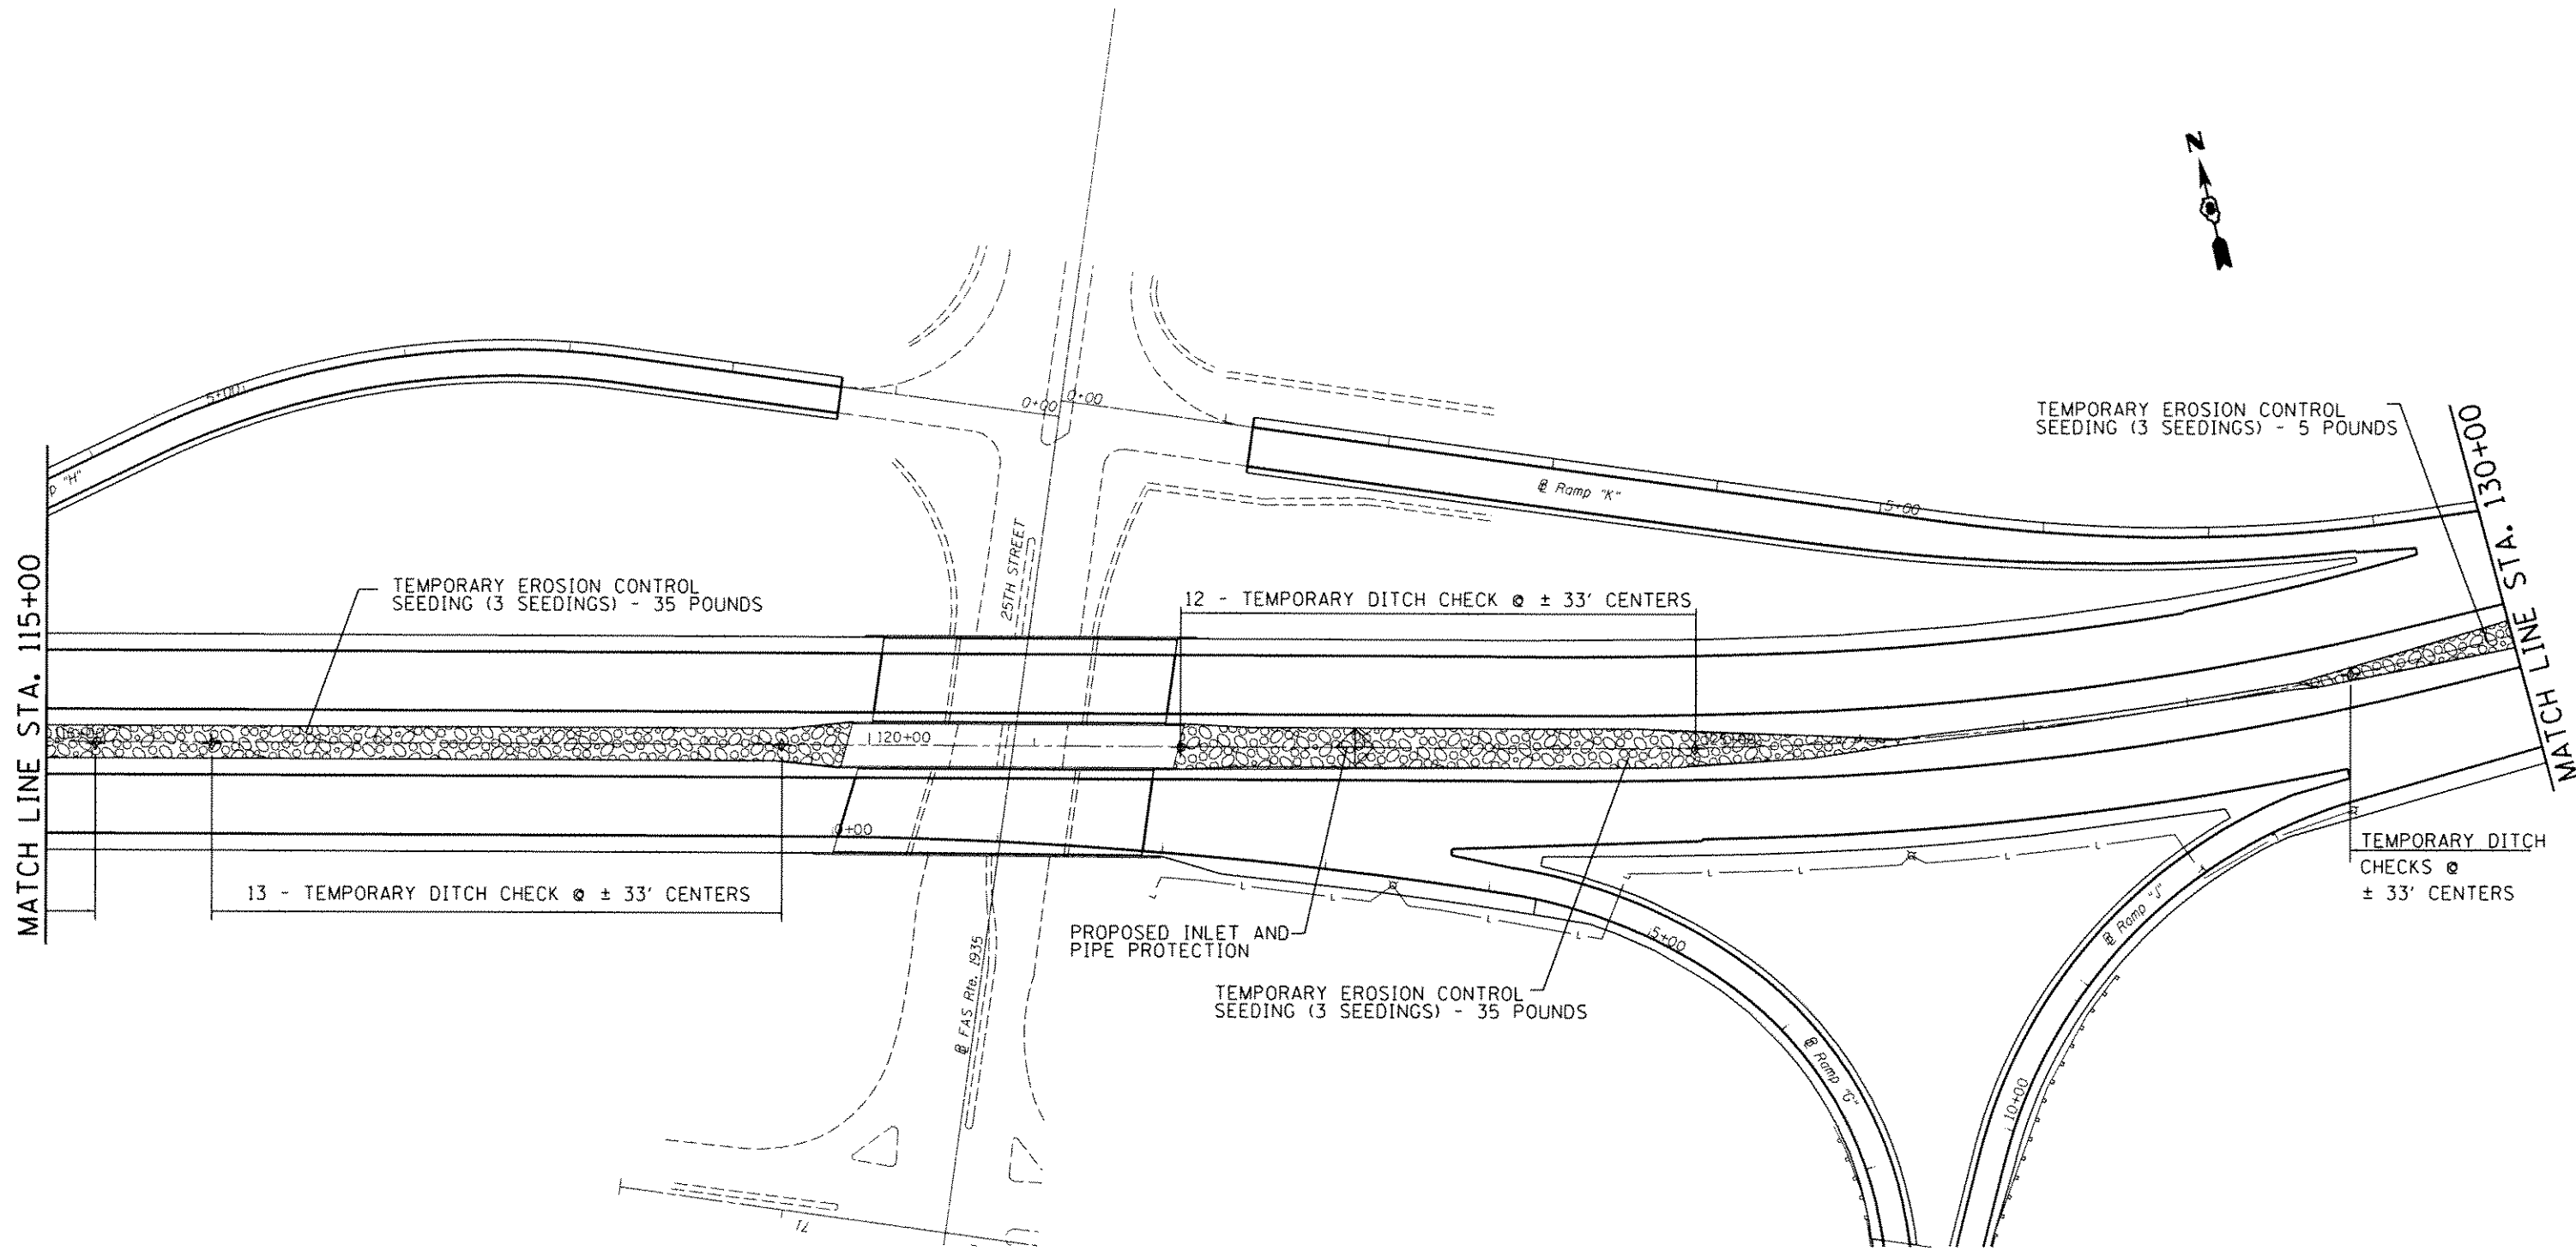 N
TEMPORARY EROSION CONTROL
SEEDING (3 SEEDINGS) - 5 POUNDS
MATCH LINE STA. 130+00
5+00
0+00
0+00
"H"
℄ Ramp "K"
5+00
MATCH LINE STA. 115+00
TEMPORARY EROSION CONTROL
SEEDING (3 SEEDINGS) - 35 POUNDS
25TH STREET
12 - TEMPORARY DITCH CHECK @ ± 33' CENTERS
120+00
0+00
13 - TEMPORARY DITCH CHECK @ ± 33' CENTERS
TEMPORARY DITCH
CHECKS @
± 33' CENTERS
PROPOSED INLET AND
PIPE PROTECTION
5+00
℄ Ramp "J"
℄ FAS Rte. 1935
TEMPORARY EROSION CONTROL
SEEDING (3 SEEDINGS) - 35 POUNDS
℄ Ramp "G"
10+00